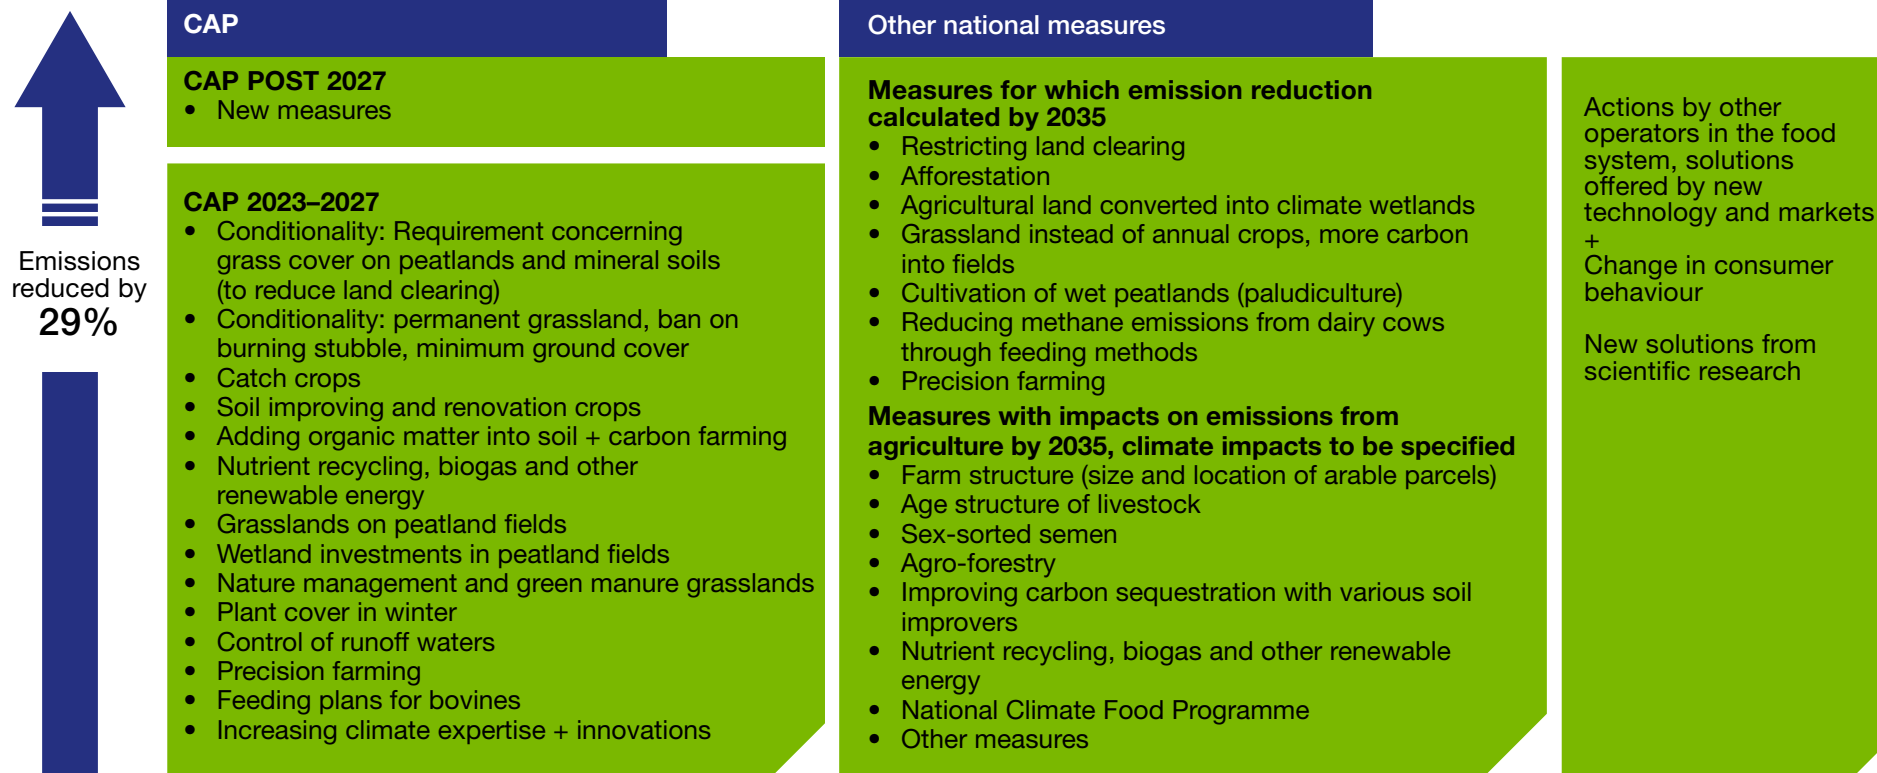 Emissions
reduced by
29%
CAP
CAP POST 2027
• New measures
CAP 2023–2027
• Conditionality: Requirement concerning
grass cover on peatlands and mineral soils
(to reduce land clearing)
• Conditionality: permanent grassland, ban on
burning stubble, minimum ground cover
• Catch crops
• Soil improving and renovation crops
• Adding organic matter into soil + carbon farming
• Nutrient recycling, biogas and other
renewable energy
• Grasslands on peatland fields
• Wetland investments in peatland fields
• Nature management and green manure grasslands
• Plant cover in winter
• Control of runoff waters
• Precision farming
• Feeding plans for bovines
• Increasing climate expertise + innovations
Other national measures
Measures for which emission reduction
calculated by 2035
• Restricting land clearing
• Afforestation
• Agricultural land converted into climate wetlands
• Grassland instead of annual crops, more carbon
into fields
• Cultivation of wet peatlands (paludiculture)
• Reducing methane emissions from dairy cows
through feeding methods
• Precision farming
Measures with impacts on emissions from
agriculture by 2035, climate impacts to be specified
• Farm structure (size and location of arable parcels)
• Age structure of livestock
• Sex-sorted semen
• Agro-forestry
• Improving carbon sequestration with various soil
improvers
• Nutrient recycling, biogas and other renewable
energy
• National Climate Food Programme
• Other measures
Actions by other
operators in the food
system, solutions
offered by new
technology and markets
+
Change in consumer
behaviour
New solutions from
scientific research